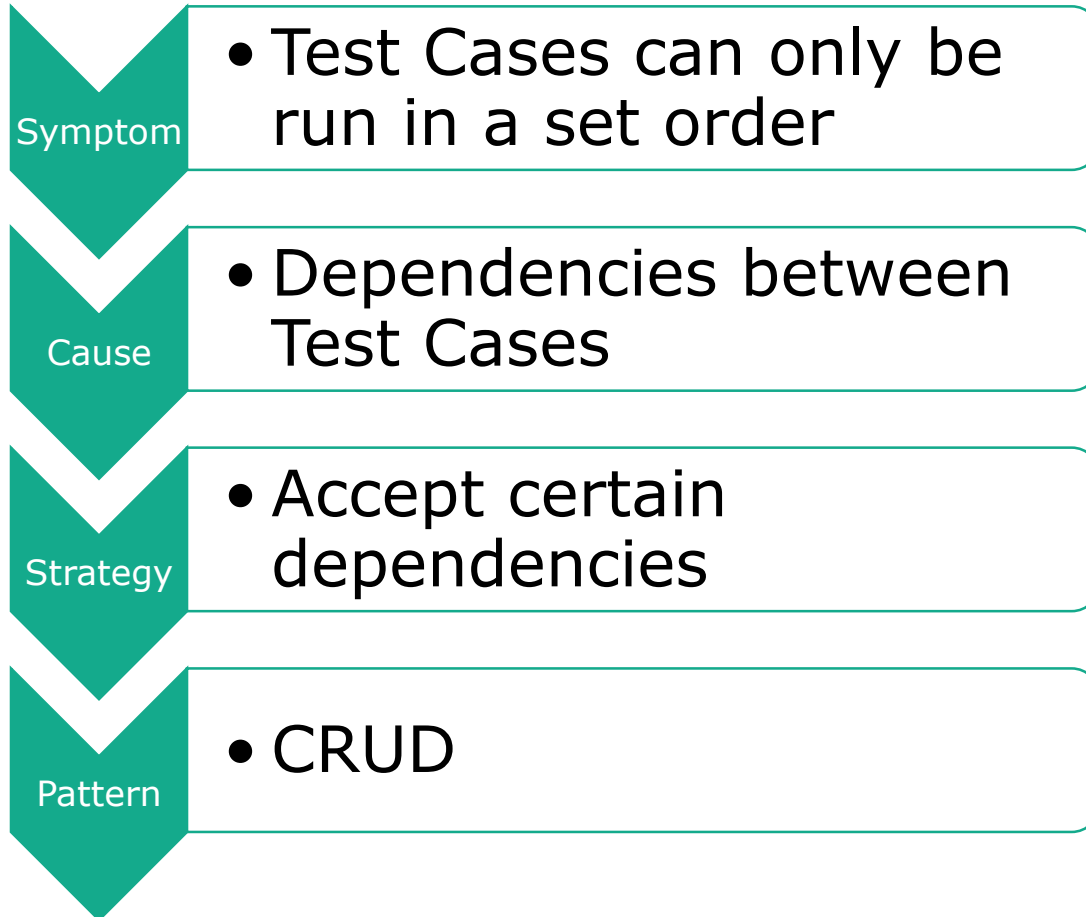 Symptom
• Test Cases can only be
run in a set order
Cause
• Dependencies between
Test Cases
Strategy
• Accept certain
dependencies
Pattern
• CRUD